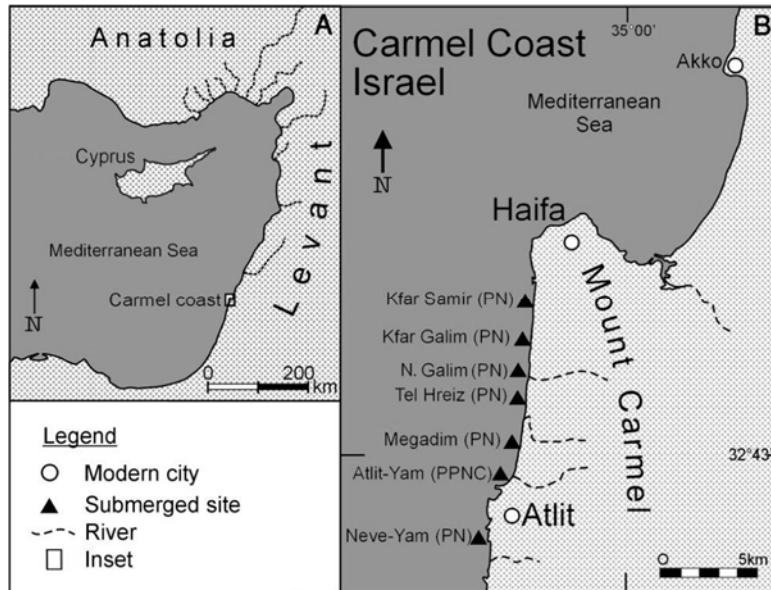 A
Anatolia
Cyprus
Mediterranean Sea
Levant
N
Carmel coast
0 200
km
Legend
Modern city
Submerged site
River
Inset
B
35°00'
Carmel Coast
Israel
Akko
Mediterranean
Sea
N
Haifa
Mount Carmel
Kfar Samir (PN)
Kfar Galim (PN)
N. Galim (PN)
Tel Hreiz (PN)
Megadim (PN)
32°43
Atlit-Yam (PPNC)
Atlit
Neve-Yam (PN)
0 5km